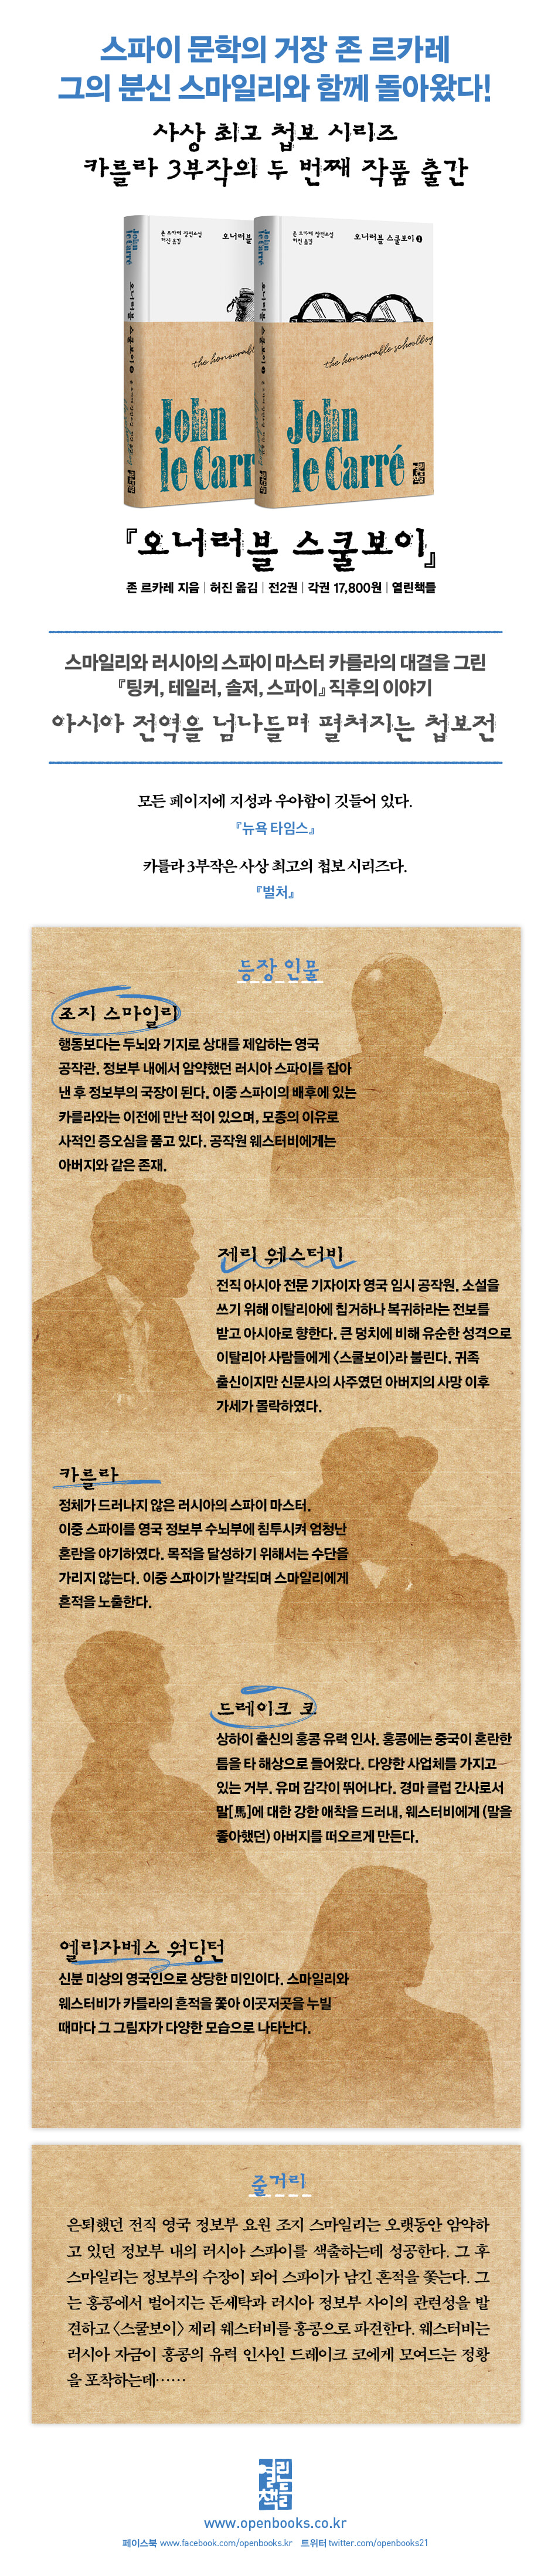 스파이 문학의 거장 존 르카레
그의 분신 스마일리와 함께 돌아왔다!
사상 최고 첩보 시리즈
카를라 3부작의 두 번째 작품 출간
John le Carré
존 르카레 장편소설
허진 옮김
오너러블
the honourabl
John
le Carr
John le Carré
오너러블 스쿨보이
존 르카레 장편소설
허진 옮김
오너러블 스쿨보이 1
the honourable schoolboy
John
le Carré
열린책들
『오너러블 스쿨보이』
존 르카레 지음 | 허진 옮김 | 전2권 | 각권 17,800원 | 열린책들
스마일리와 러시아의 스파이 마스터 카를라의 대결을 그린
『팅커, 테일러, 솔저, 스파이』 직후의 이야기
아시아 전역을 넘나들며 펼쳐지는 첩보전
모든 페이지에 지성과 우아함이 깃들어 있다.
『뉴욕 타임스』
카를라 3부작은 사상 최고의 첩보 시리즈다.
『벌처』
등장 인물
조지 스마일리
행동보다는 두뇌와 기지로 상대를 제압하는 영국
공작관. 정보부 내에서 암약했던 러시아 스파이를 잡아
낸 후 정보부의 국장이 된다. 이중 스파이의 배후에 있는
카를라와는 이전에 만난 적이 있으며, 모종의 이유로
사적인 증오심을 품고 있다. 공작원 웨스터비에게는
아버지와 같은 존재.
제리 웨스터비
전직 아시아 전문 기자이자 영국 임시 공작원. 소설을
쓰기 위해 이탈리아에 칩거하나 복귀하라는 전보를
받고 아시아로 향한다. 큰 덩치에 비해 유순한 성격으로
이탈리아 사람들에게 〈스쿨보이〉라 불린다. 귀족
출신이지만 신문사의 사주였던 아버지의 사망 이후
가세가 몰락하였다.
카를라
정체가 드러나지 않은 러시아의 스파이 마스터.
이중 스파이를 영국 정보부 수뇌부에 침투시켜 엄청난
혼란을 야기하였다. 목적을 달성하기 위해서는 수단을
가리지 않는다. 이중 스파이가 발각되며 스마일리에게
흔적을 노출한다.
드레이크 코
상하이 출신의 홍콩 유력 인사. 홍콩에는 중국이 혼란한
틈을 타 해상으로 들어왔다. 다양한 사업체를 가지고
있는 거부. 유머 감각이 뛰어나다. 경마 클럽 간사로서
말[馬]에 대한 강한 애착을 드러내, 웨스터비에게 (말을
좋아했던) 아버지를 떠오르게 만든다.
엘리자베스 워딩턴
신분 미상의 영국인으로 상당한 미인이다. 스마일리와
웨스터비가 카를라의 흔적을 쫓아 이곳저곳을 누빌
때마다 그 그림자가 다양한 모습으로 나타난다.
줄거리
은퇴했던 전직 영국 정보부 요원 조지 스마일리는 오랫동안 암약하
고 있던 정보부 내의 러시아 스파이를 색출하는데 성공한다. 그 후
스마일리는 정보부의 수장이 되어 스파이가 남긴 흔적을 쫓는다. 그
는 홍콩에서 벌어지는 돈세탁과 러시아 정보부 사이의 관련성을 발
견하고 〈스쿨보이〉 제리 웨스터비를 홍콩으로 파견한다. 웨스터비는
러시아 자금이 홍콩의 유력 인사인 드레이크 코에게 모여드는 정황
을 포착하는데……
열린책들
www.openbooks.co.kr
페이스북 www.facebook.com/openbooks.kr 트위터 twitter.com/openbooks21